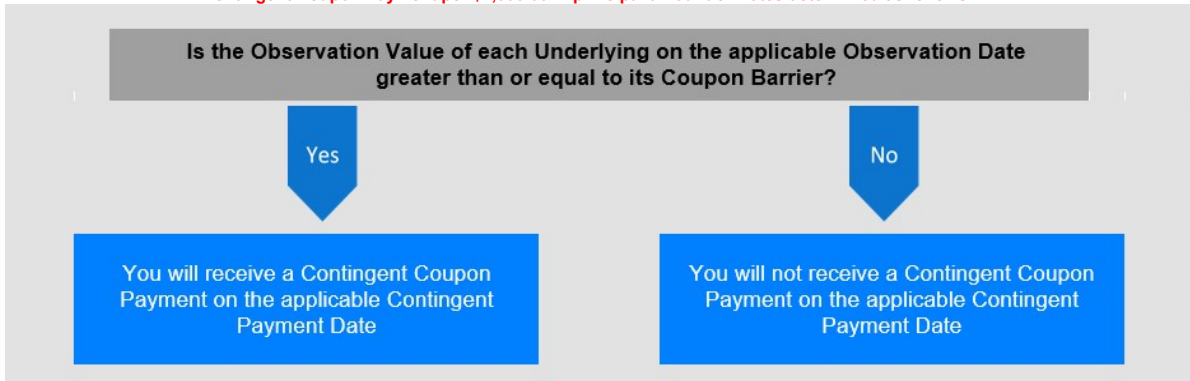 Is the Observation Value of each Underlying on the applicable Observation Date
greater than or equal to its Coupon Barrier?
Yes
No
You will receive a Contingent Coupon
Payment on the applicable Contingent
Payment Date
You will not receive a Contingent Coupon
Payment on the applicable Contingent
Payment Date